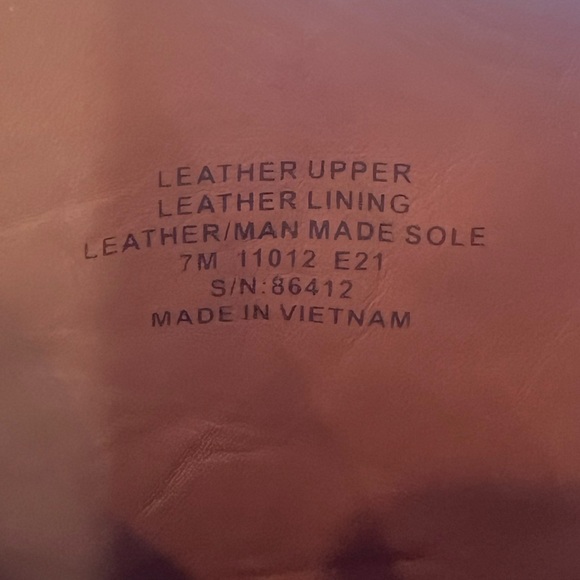 LEATHER UPPER
LEATHER LINING
LEATHER/MAN MADE SOLE
7M 11012 E21
S/N:86412
MADE IN VIETNAM